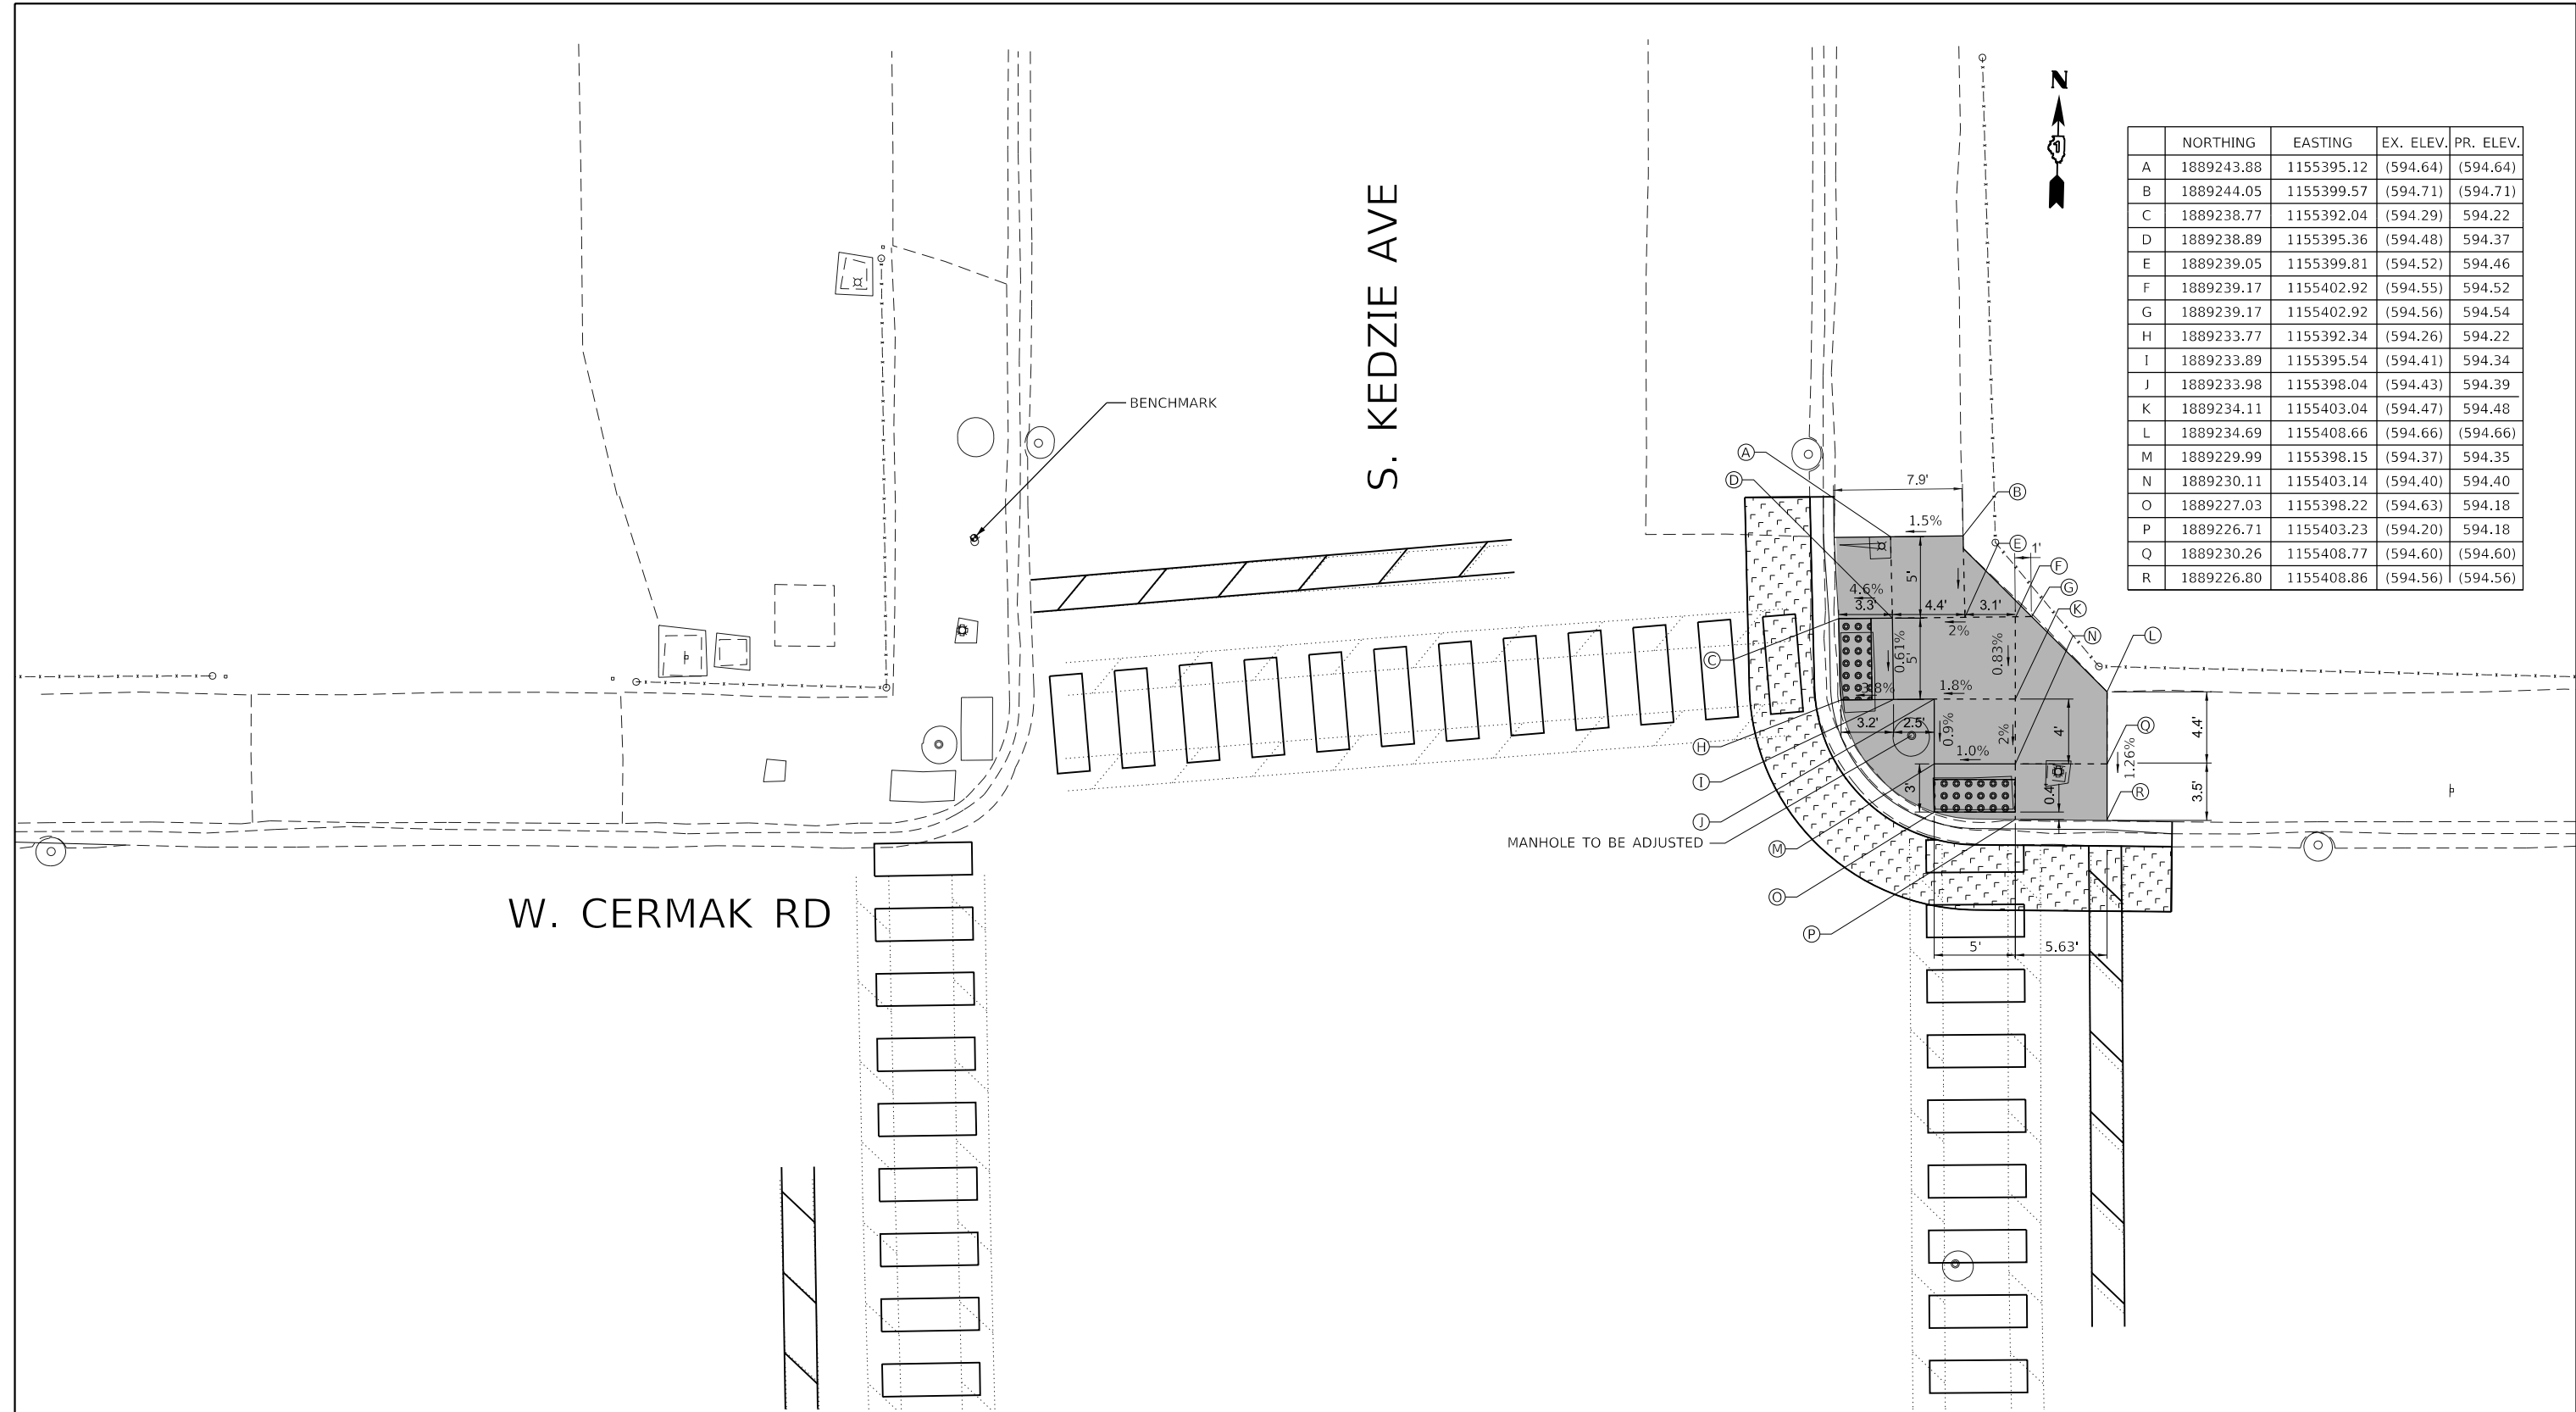 N
NORTHING EASTING EX. ELEV. PR. ELEV.
A 1889243.88 1155395.12 (594.64) (594.64)
B 1889244.05 1155399.57 (594.71) (594.71)
C 1889238.77 1155392.04 (594.29) 594.22
D 1889238.89 1155395.36 (594.48) 594.37
E 1889239.05 1155399.81 (594.52) 594.46
F 1889239.17 1155402.92 (594.55) 594.52
G 1889239.17 1155402.92 (594.56) 594.54
H 1889233.77 1155392.34 (594.26) 594.22
I 1889233.89 1155395.54 (594.41) 594.34
J 1889233.98 1155398.04 (594.43) 594.39
K 1889234.11 1155403.04 (594.47) 594.48
L 1889234.69 1155408.66 (594.66) (594.66)
M 1889229.99 1155398.15 (594.37) 594.35
N 1889230.11 1155403.14 (594.40) 594.40
O 1889227.03 1155398.22 (594.63) 594.18
P 1889226.71 1155403.23 (594.20) 594.18
Q 1889230.26 1155408.77 (594.60) (594.60)
R 1889226.80 1155408.86 (594.56) (594.56)
S. KEDZIE AVE
BENCHMARK
A
D
7.9'
B
1.5%
E
1'
5'
F
4.6%
G
3.3' 4.4' 3.1'
K
2%
N
L
C
0.61%
5'
0.83%
3.8%
1.8%
3.2' 2.5'
0.9%
2%
4'
Q
4.4'
H
1.0%
1.26%
I
3'
0.4'
R
3.5'
J
MANHOLE TO BE ADJUSTED
M
O
P
5' 5.63'
W. CERMAK RD